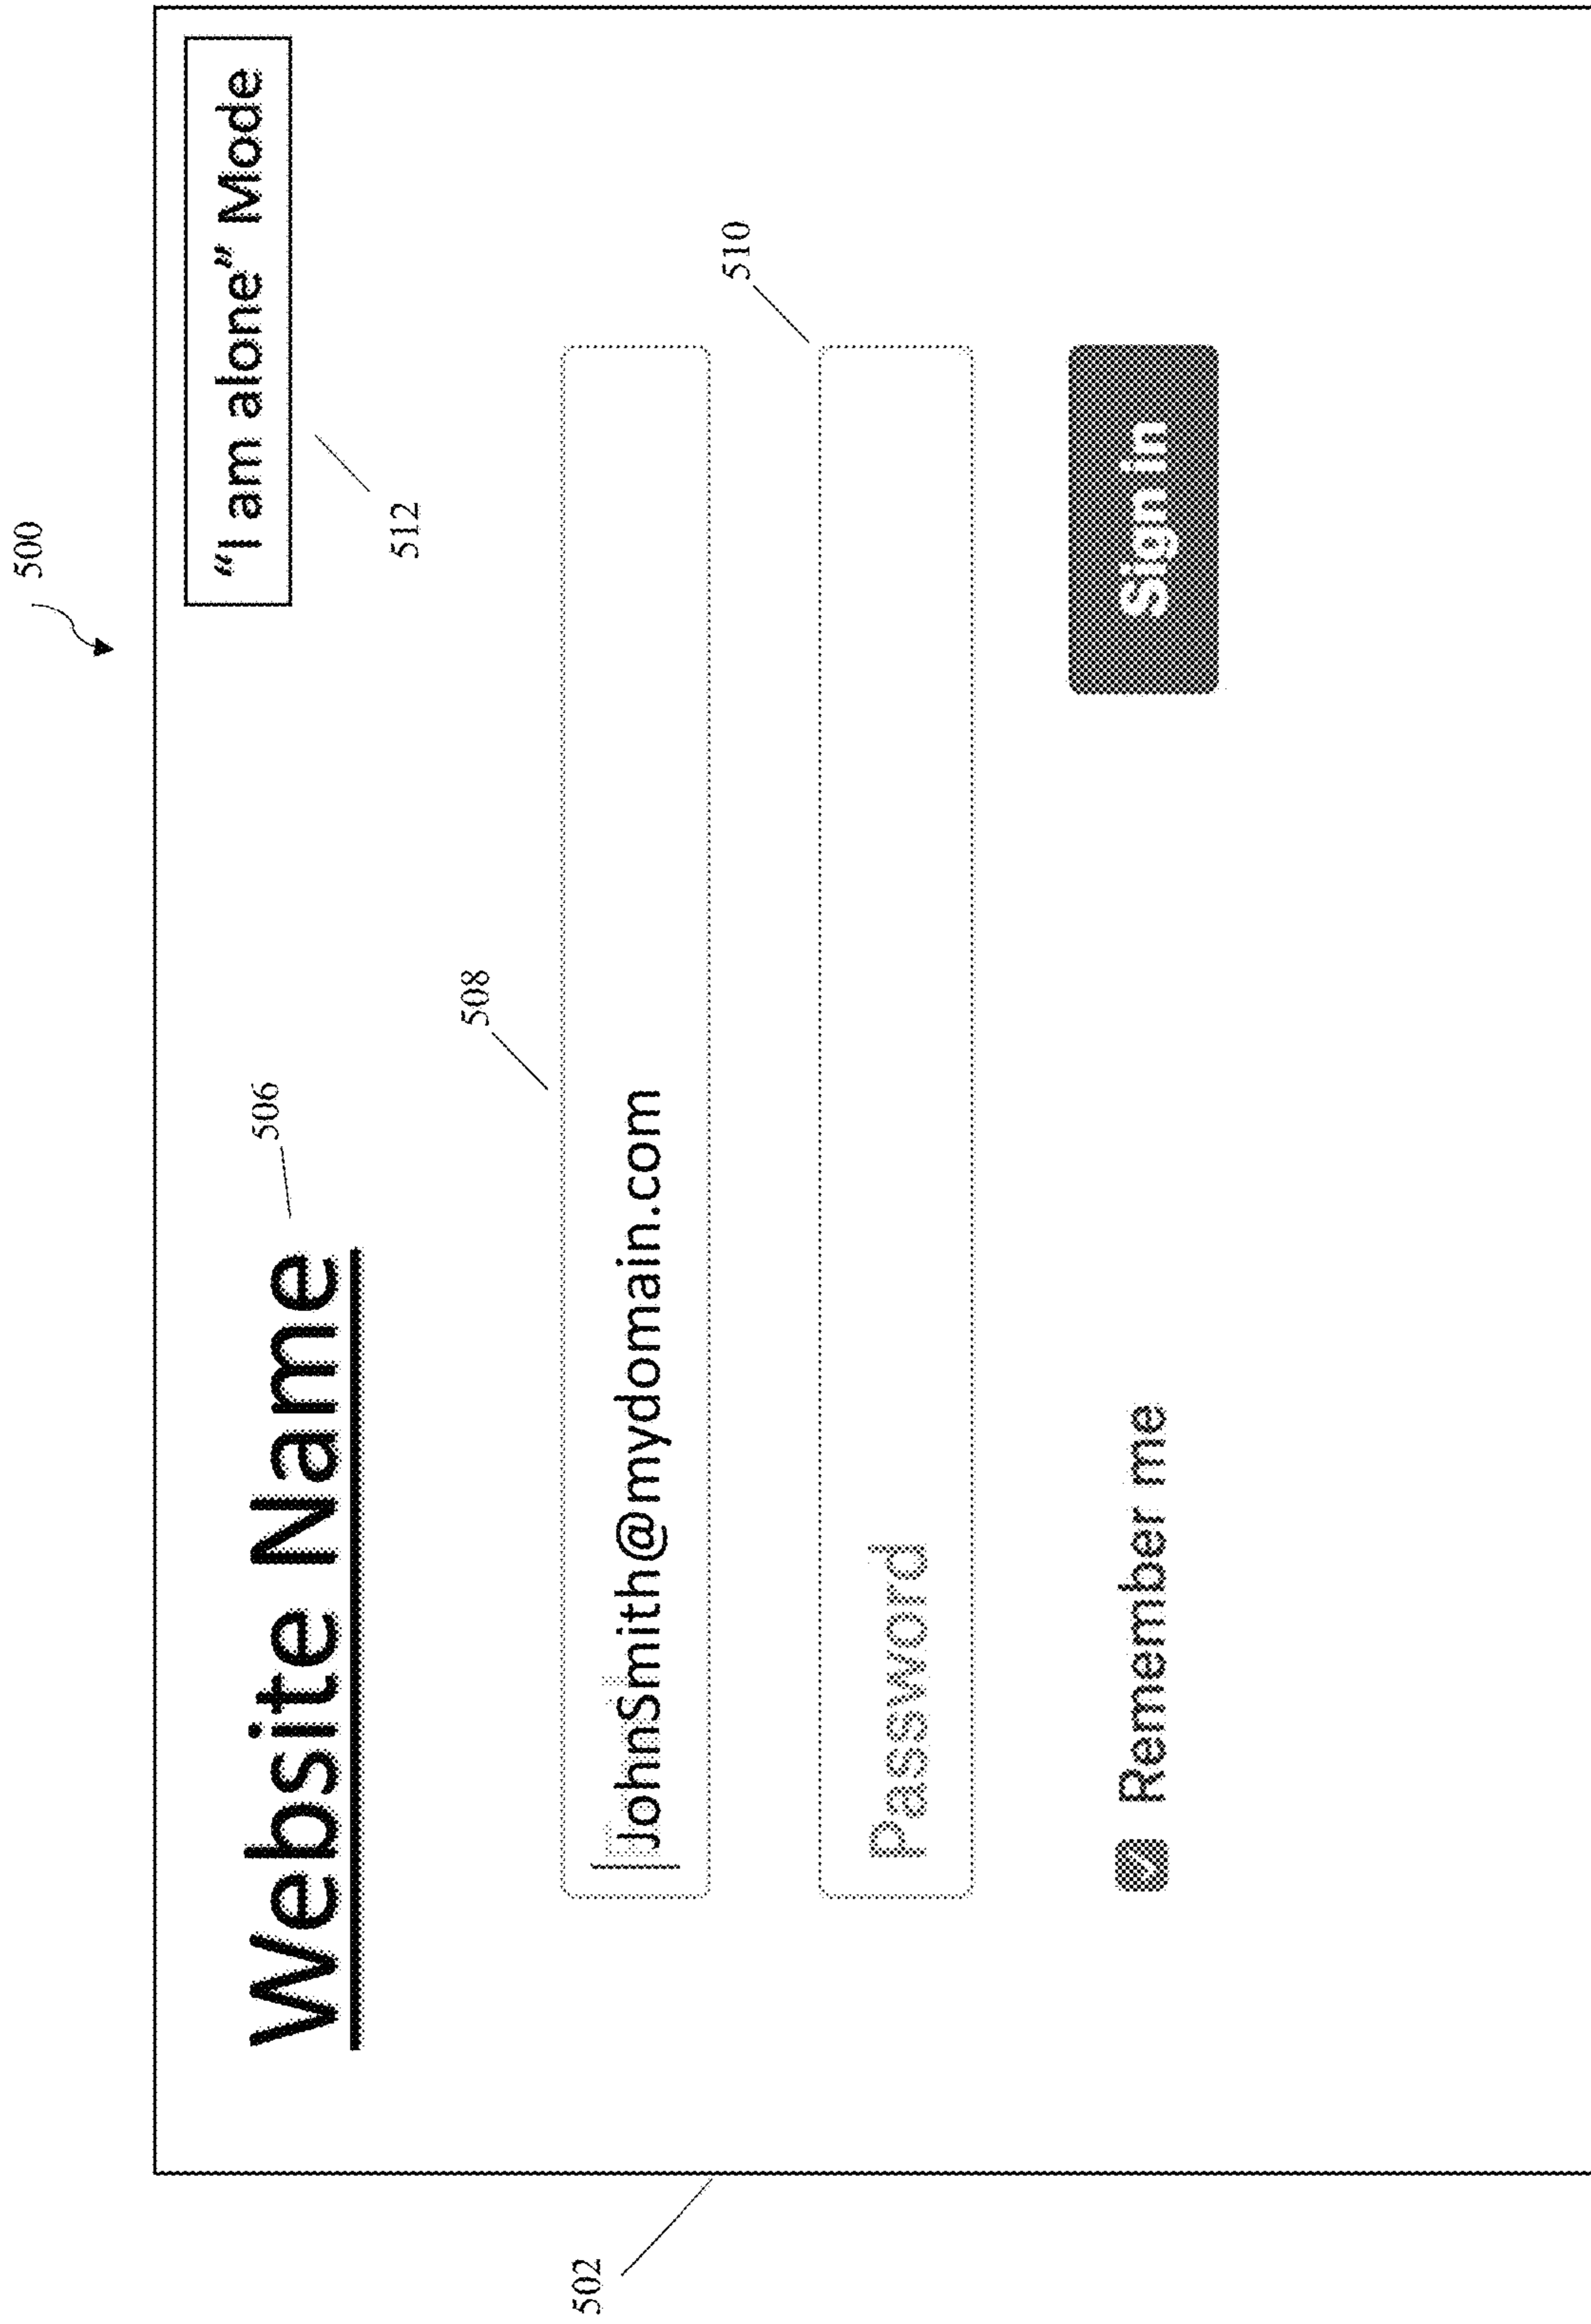 500
"I am alone" Mode
512
Website Name
506
508
JohnSmith@mydomain.com
510
Password
Remember me
Sign in
502